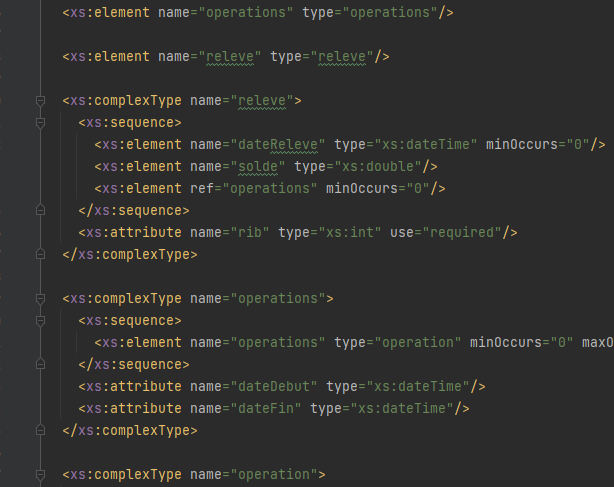 <xs:element name="operations" type="operations"/>
<xs:element name="releve" type="releve"/>
<xs:complexType name="releve">
<xs:sequence>
<xs:element name="dateReleve" type="xs:dateTime" minOccurs="0"/>
<xs:element name="solde" type="xs:double"/>
<xs:element ref="operations" minOccurs="0"/>
</xs:sequence>
<xs:attribute name="rib" type="xs:int" use="required"/>
</xs:complexType>
<xs:complexType name="operations">
<xs:sequence>
<xs:element name="operations" type="operation" minOccurs="0" maxO
</xs:sequence>
<xs:attribute name="dateDebut" type="xs:dateTime"/>
<xs:attribute name="dateFin" type="xs:dateTime"/>
</xs:complexType>
<xs:complexType name="operation">